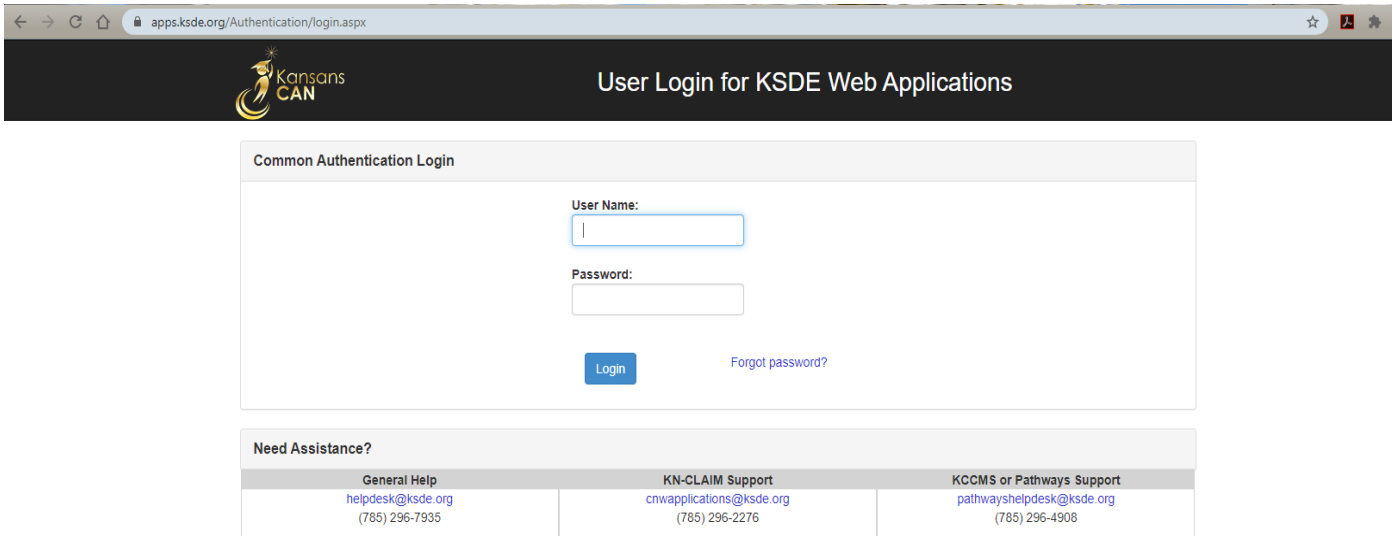 apps.ksde.org/Authentication/login.aspx
Kansans
CAN
User Login for KSDE Web Applications
Common Authentication Login
User Name:
Password:
Login
Forgot password?
Need Assistance?
General Help
helpdesk@ksde.org
(785) 296-7935
KN-CLAIM Support
cnwapplications@ksde.org
(785) 296-2276
KCCMS or Pathways Support
pathwayshelpdesk@ksde.org
(785) 296-4908